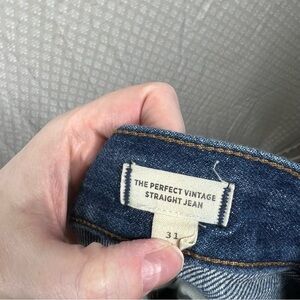 THE PERFECT VINTAGE
STRAIGHT JEAN
31